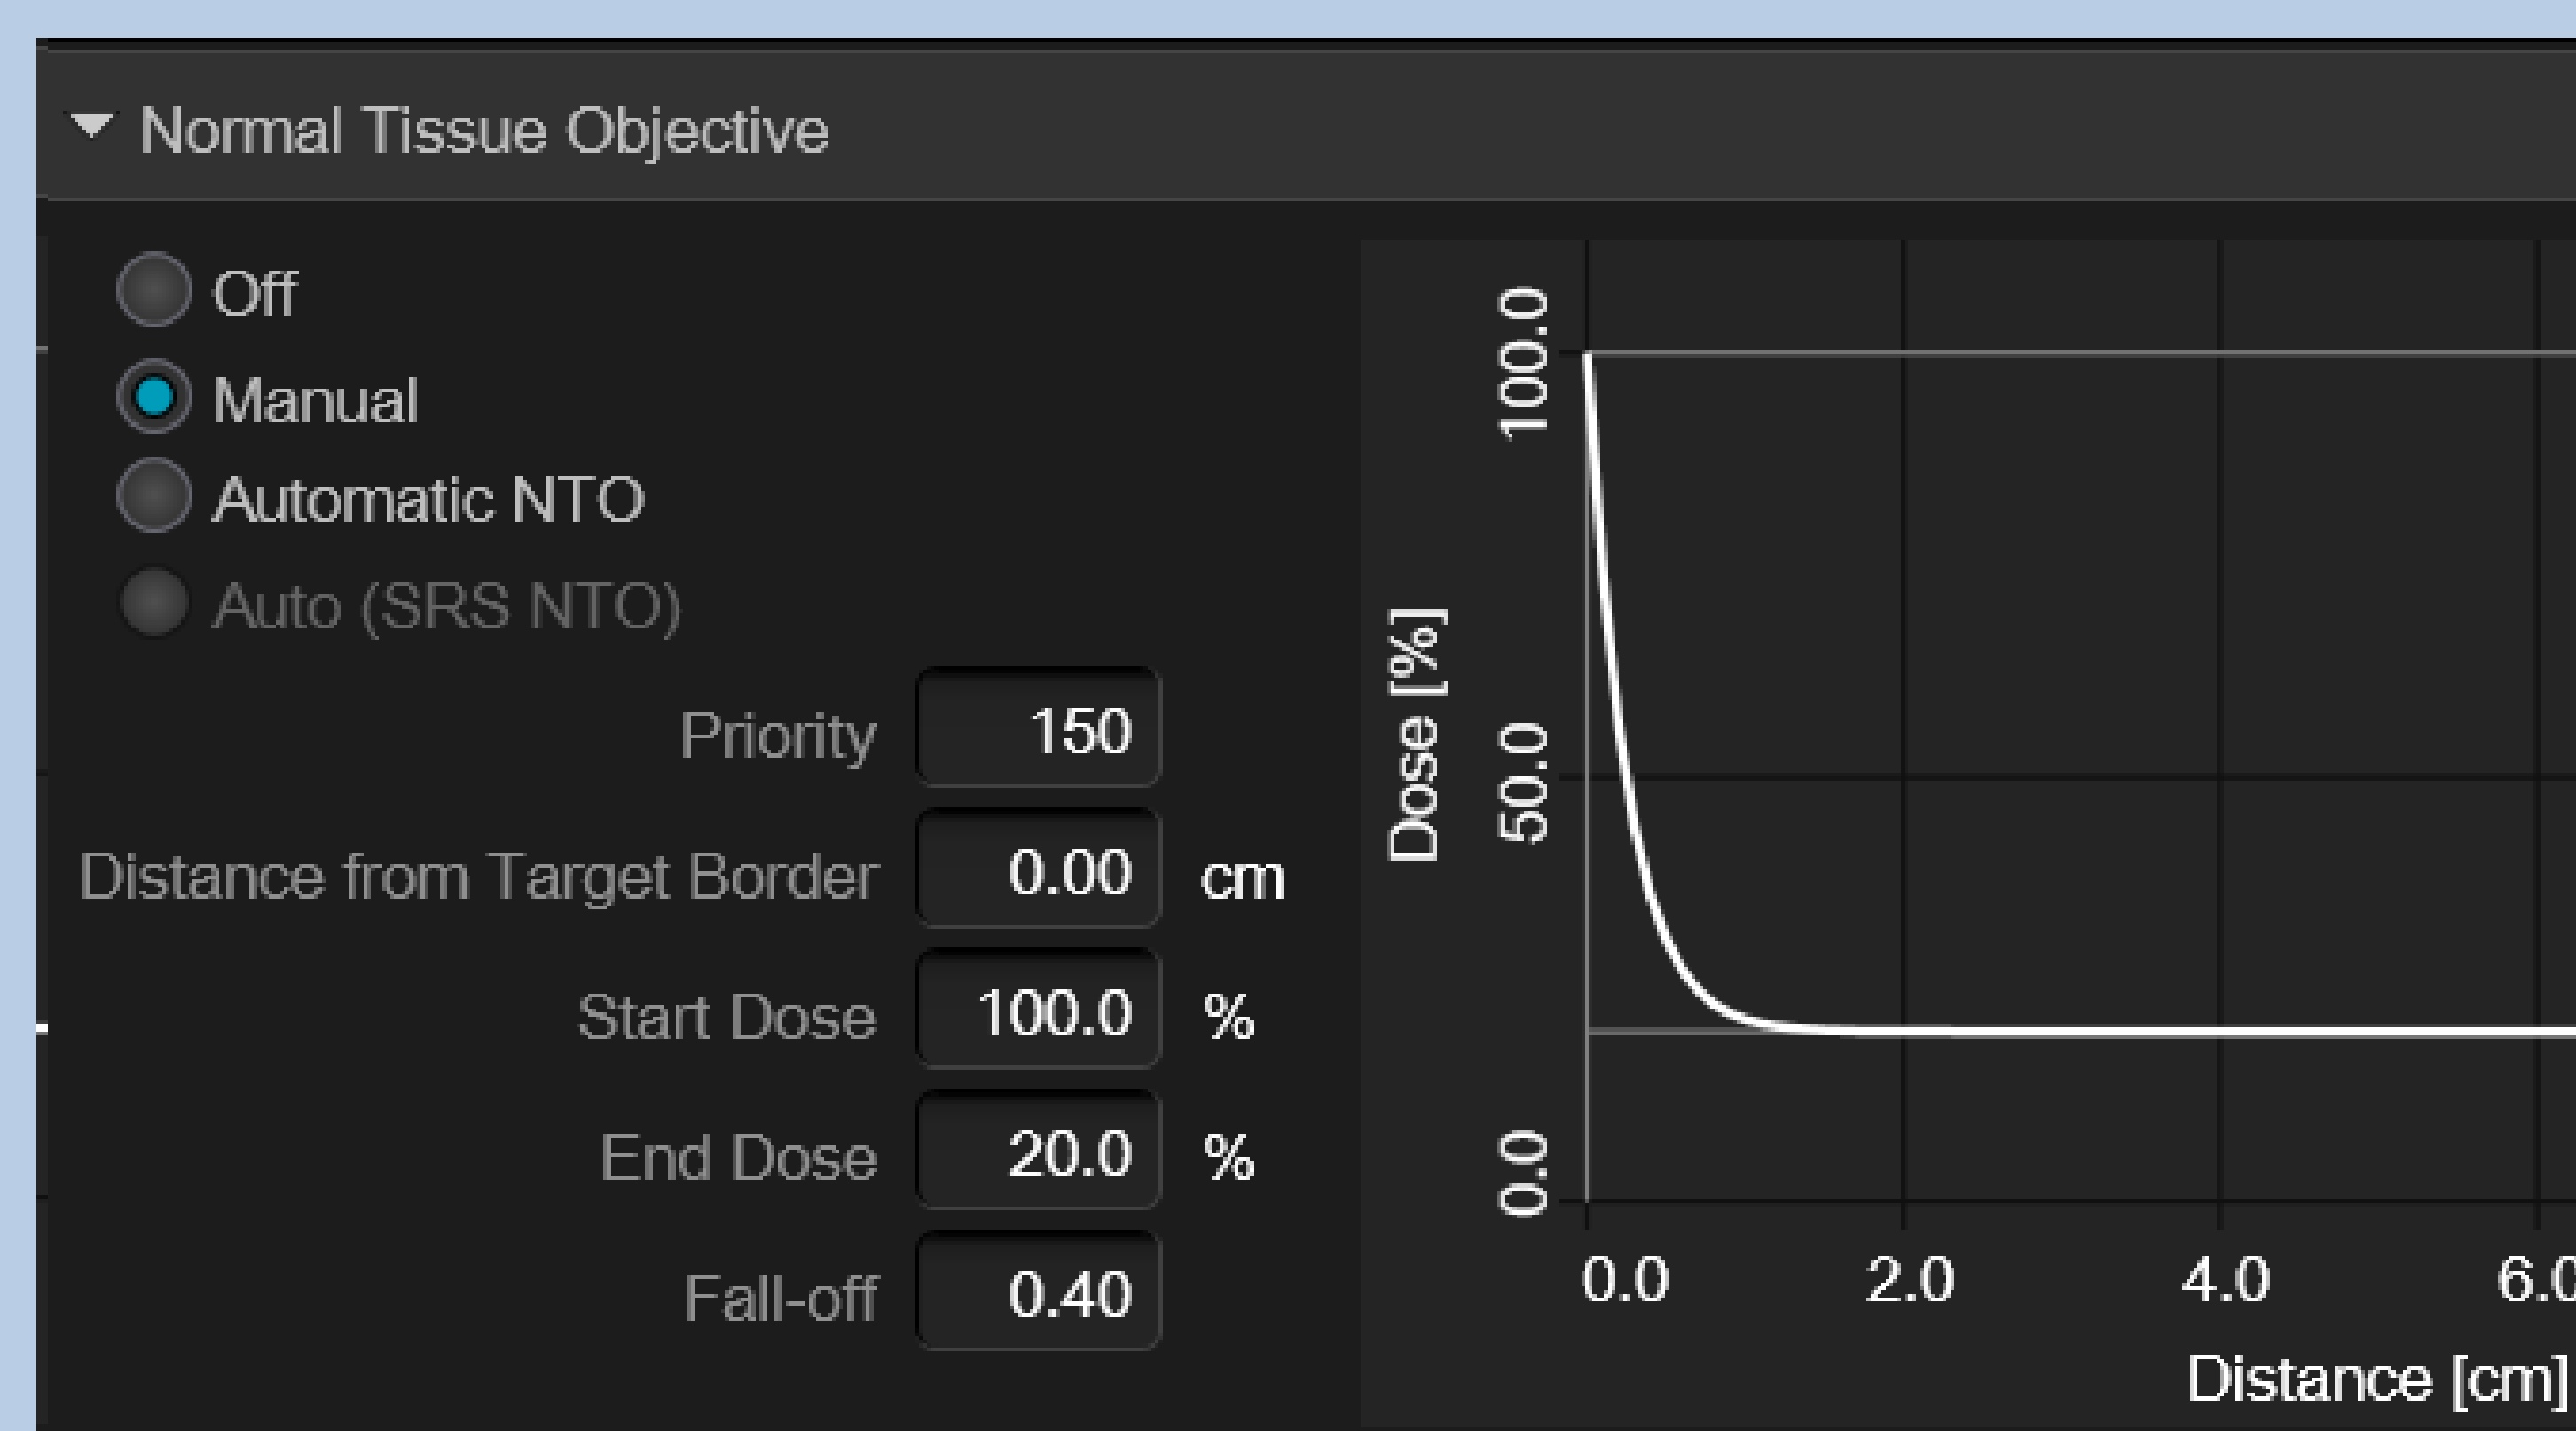 Normal Tissue Objective
Off
Manual
Automatic NTO
Auto (SRS NTO)
Priority 150
Distance from Target Border 0.00 cm
Start Dose 100.0 %
End Dose 20.0 %
Fall-off 0.40
Dose [%]
100.0
50.0
0.0
0.0 2.0 4.0 6.0
Distance [cm]